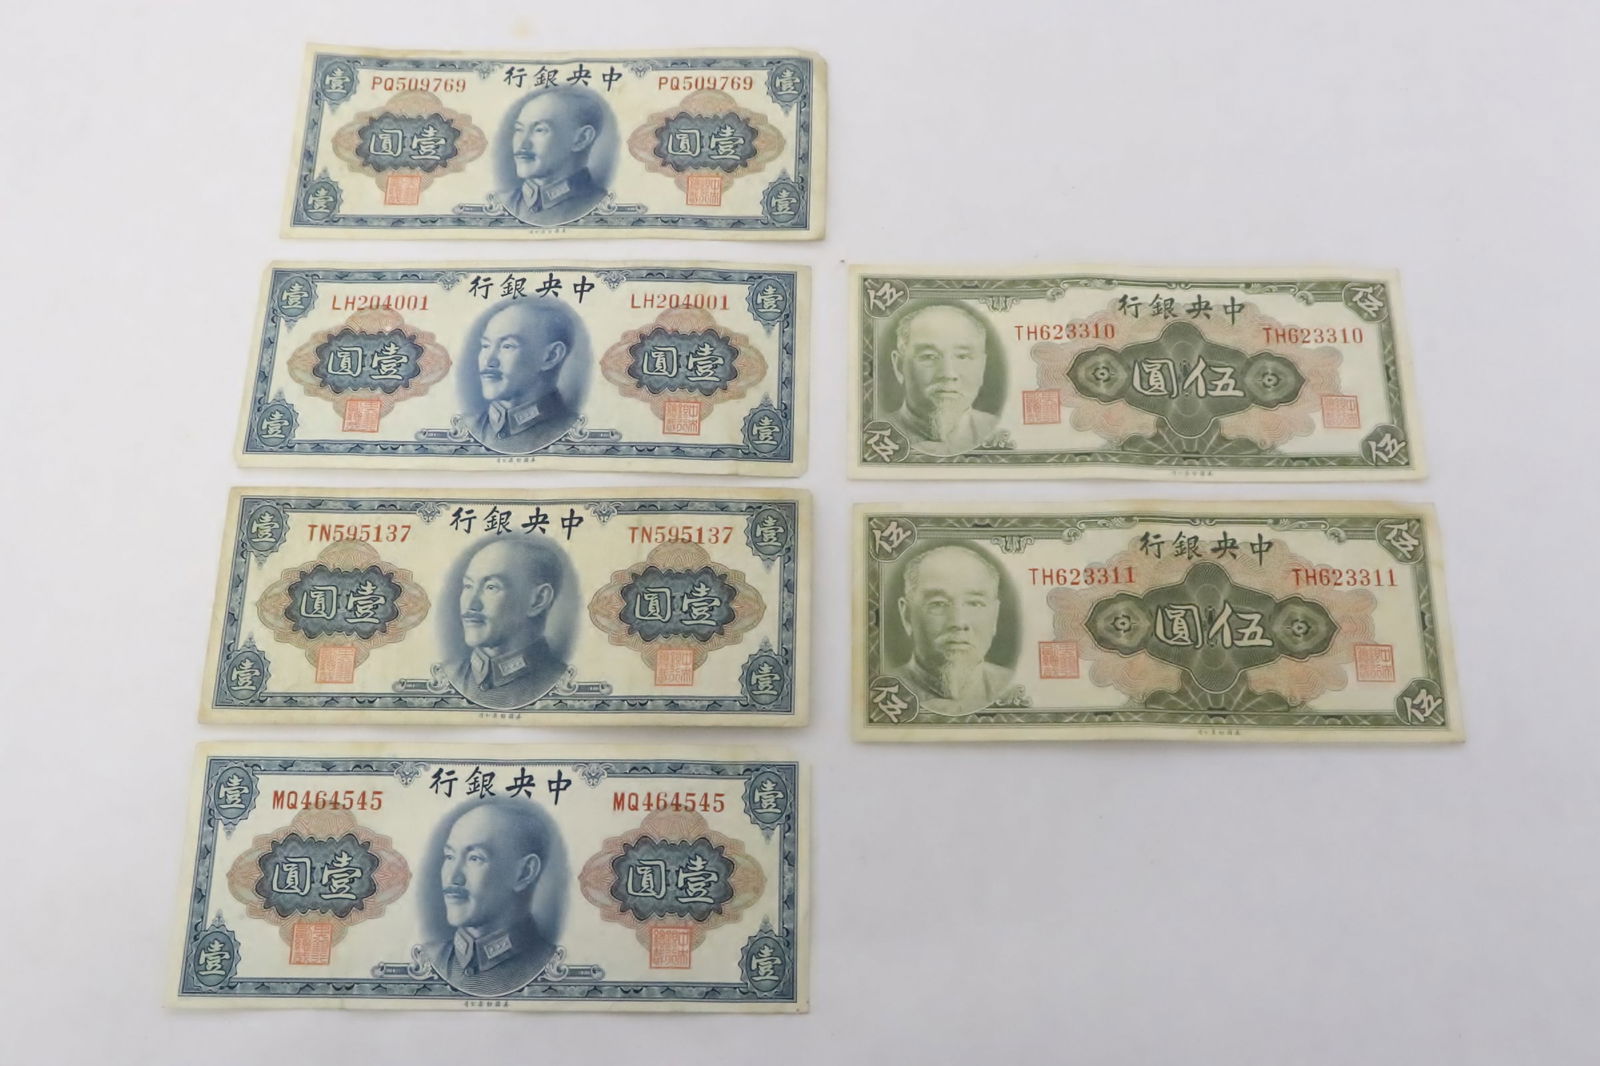 行銀央中
PQ509769 PQ509769
壹 壹
圓壹 圓壹
壹 壹
行銀央中
LH204001 LH204001
壹 壹
圓壹 圓壹
壹 壹
行銀央中
TN595137 TN595137
壹 壹
圓壹 圓壹
壹 壹
行銀央中
MQ464545 MQ464545
壹 壹
圓壹 圓壹
壹 壹
伍 伍
行銀央中
TH623310 TH623310
圓伍
伍 伍
伍 伍
行銀央中
TH623311 TH623311
圓伍
伍 伍